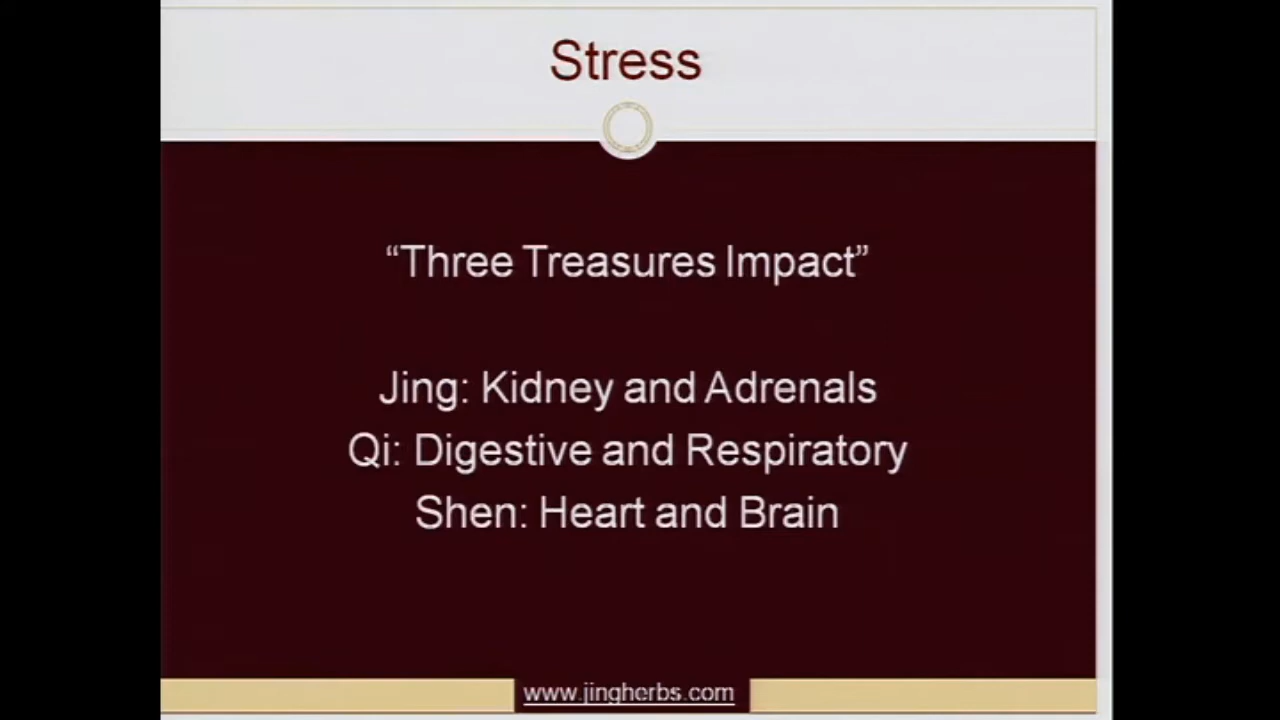 Stress
“Three Treasures Impact”
Jing: Kidney and Adrenals
Qi: Digestive and Respiratory
Shen: Heart and Brain
www.jingherbs.com